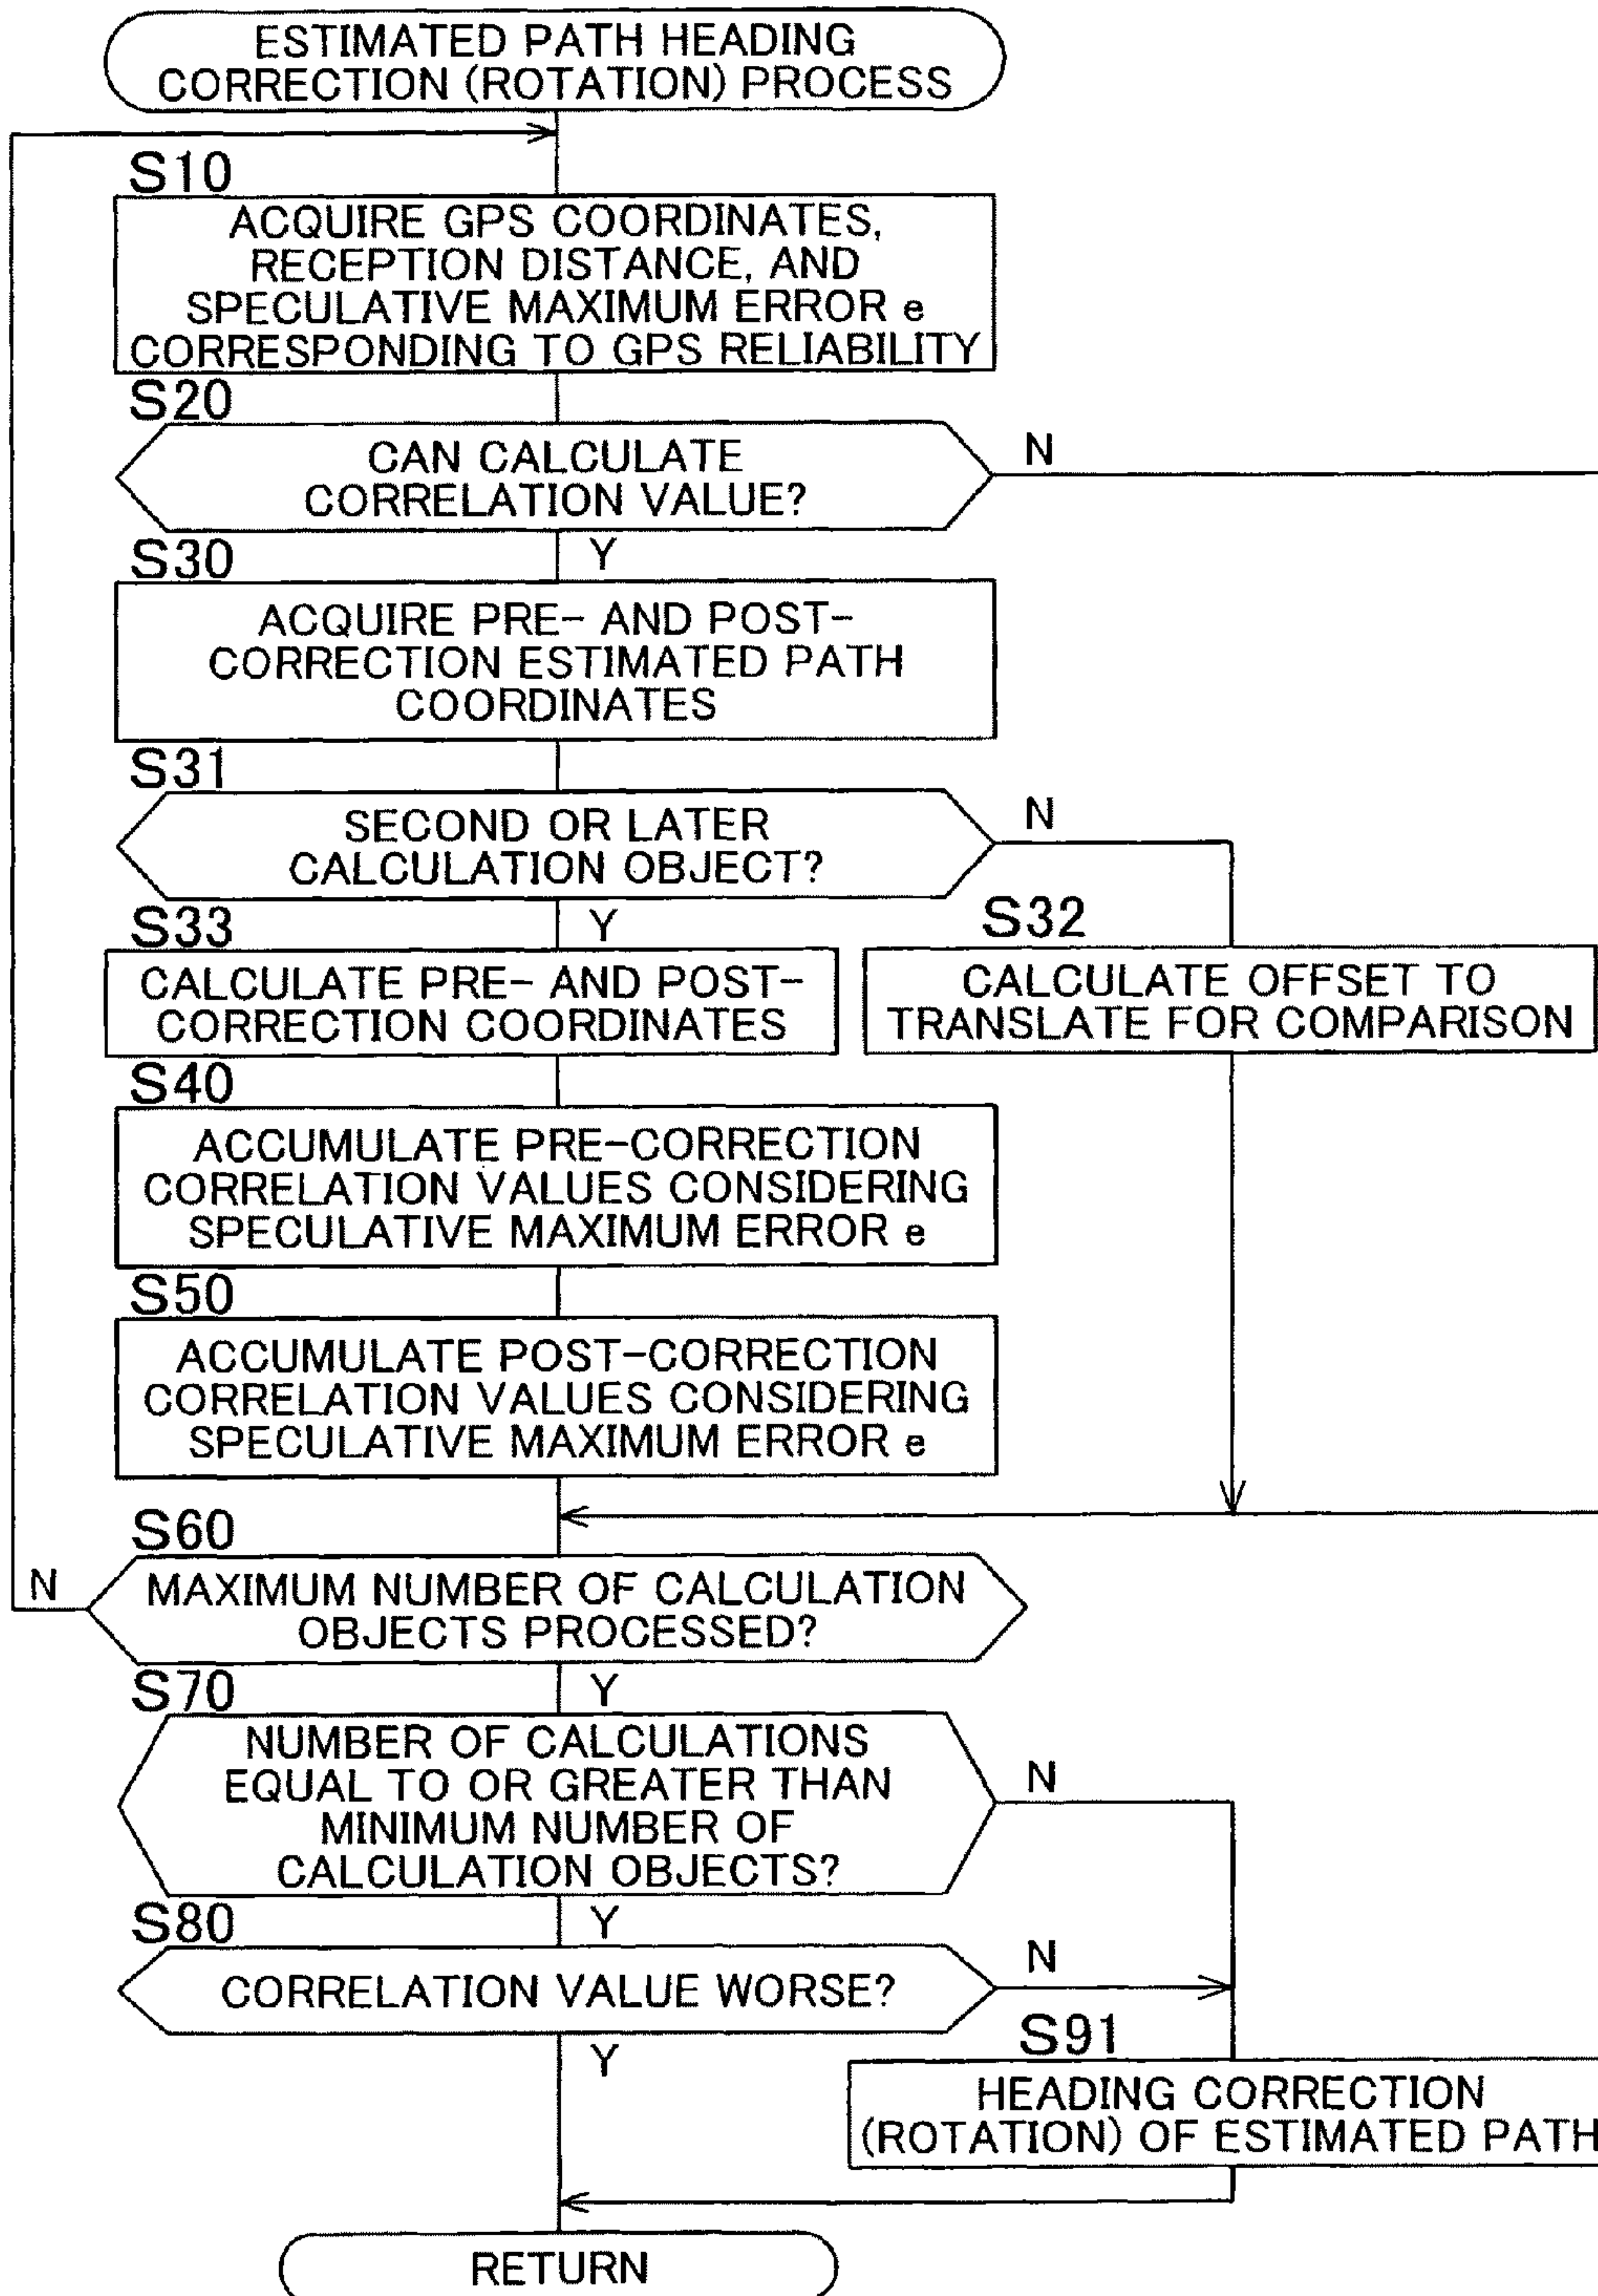 ESTIMATED PATH HEADING
CORRECTION (ROTATION) PROCESS
S10
ACQUIRE GPS COORDINATES,
RECEPTION DISTANCE, AND
SPECULATIVE MAXIMUM ERROR e
CORRESPONDING TO GPS RELIABILITY
S20
CAN CALCULATE
CORRELATION VALUE?
N
Y
S30
ACQUIRE PRE- AND POST-
CORRECTION ESTIMATED PATH
COORDINATES
S31
SECOND OR LATER
CALCULATION OBJECT?
N
Y
S33
CALCULATE PRE- AND POST-
CORRECTION COORDINATES
S32
CALCULATE OFFSET TO
TRANSLATE FOR COMPARISON
S40
ACCUMULATE PRE-CORRECTION
CORRELATION VALUES CONSIDERING
SPECULATIVE MAXIMUM ERROR e
S50
ACCUMULATE POST-CORRECTION
CORRELATION VALUES CONSIDERING
SPECULATIVE MAXIMUM ERROR e
S60
N
MAXIMUM NUMBER OF CALCULATION
OBJECTS PROCESSED?
Y
S70
NUMBER OF CALCULATIONS
EQUAL TO OR GREATER THAN
MINIMUM NUMBER OF
CALCULATION OBJECTS?
N
Y
S80
CORRELATION VALUE WORSE?
N
Y
S91
HEADING CORRECTION
(ROTATION) OF ESTIMATED PATH
RETURN